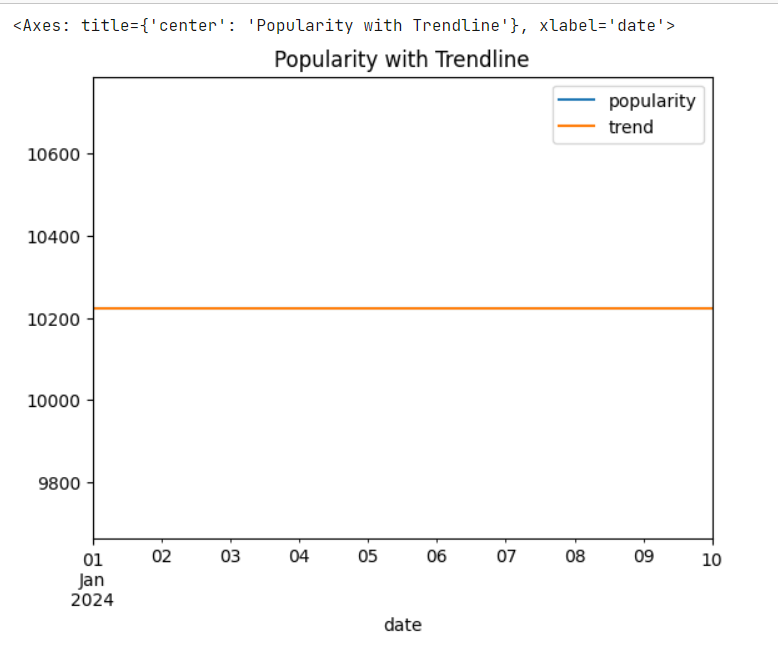 <Axes: title={'center': 'Popularity with Trendline'}, xlabel='date'>
Popularity with Trendline
popularity
trend
10600
10400
10200
10000
9800
01 02 03 04 05 06 07 08 09 10
Jan
2024
date